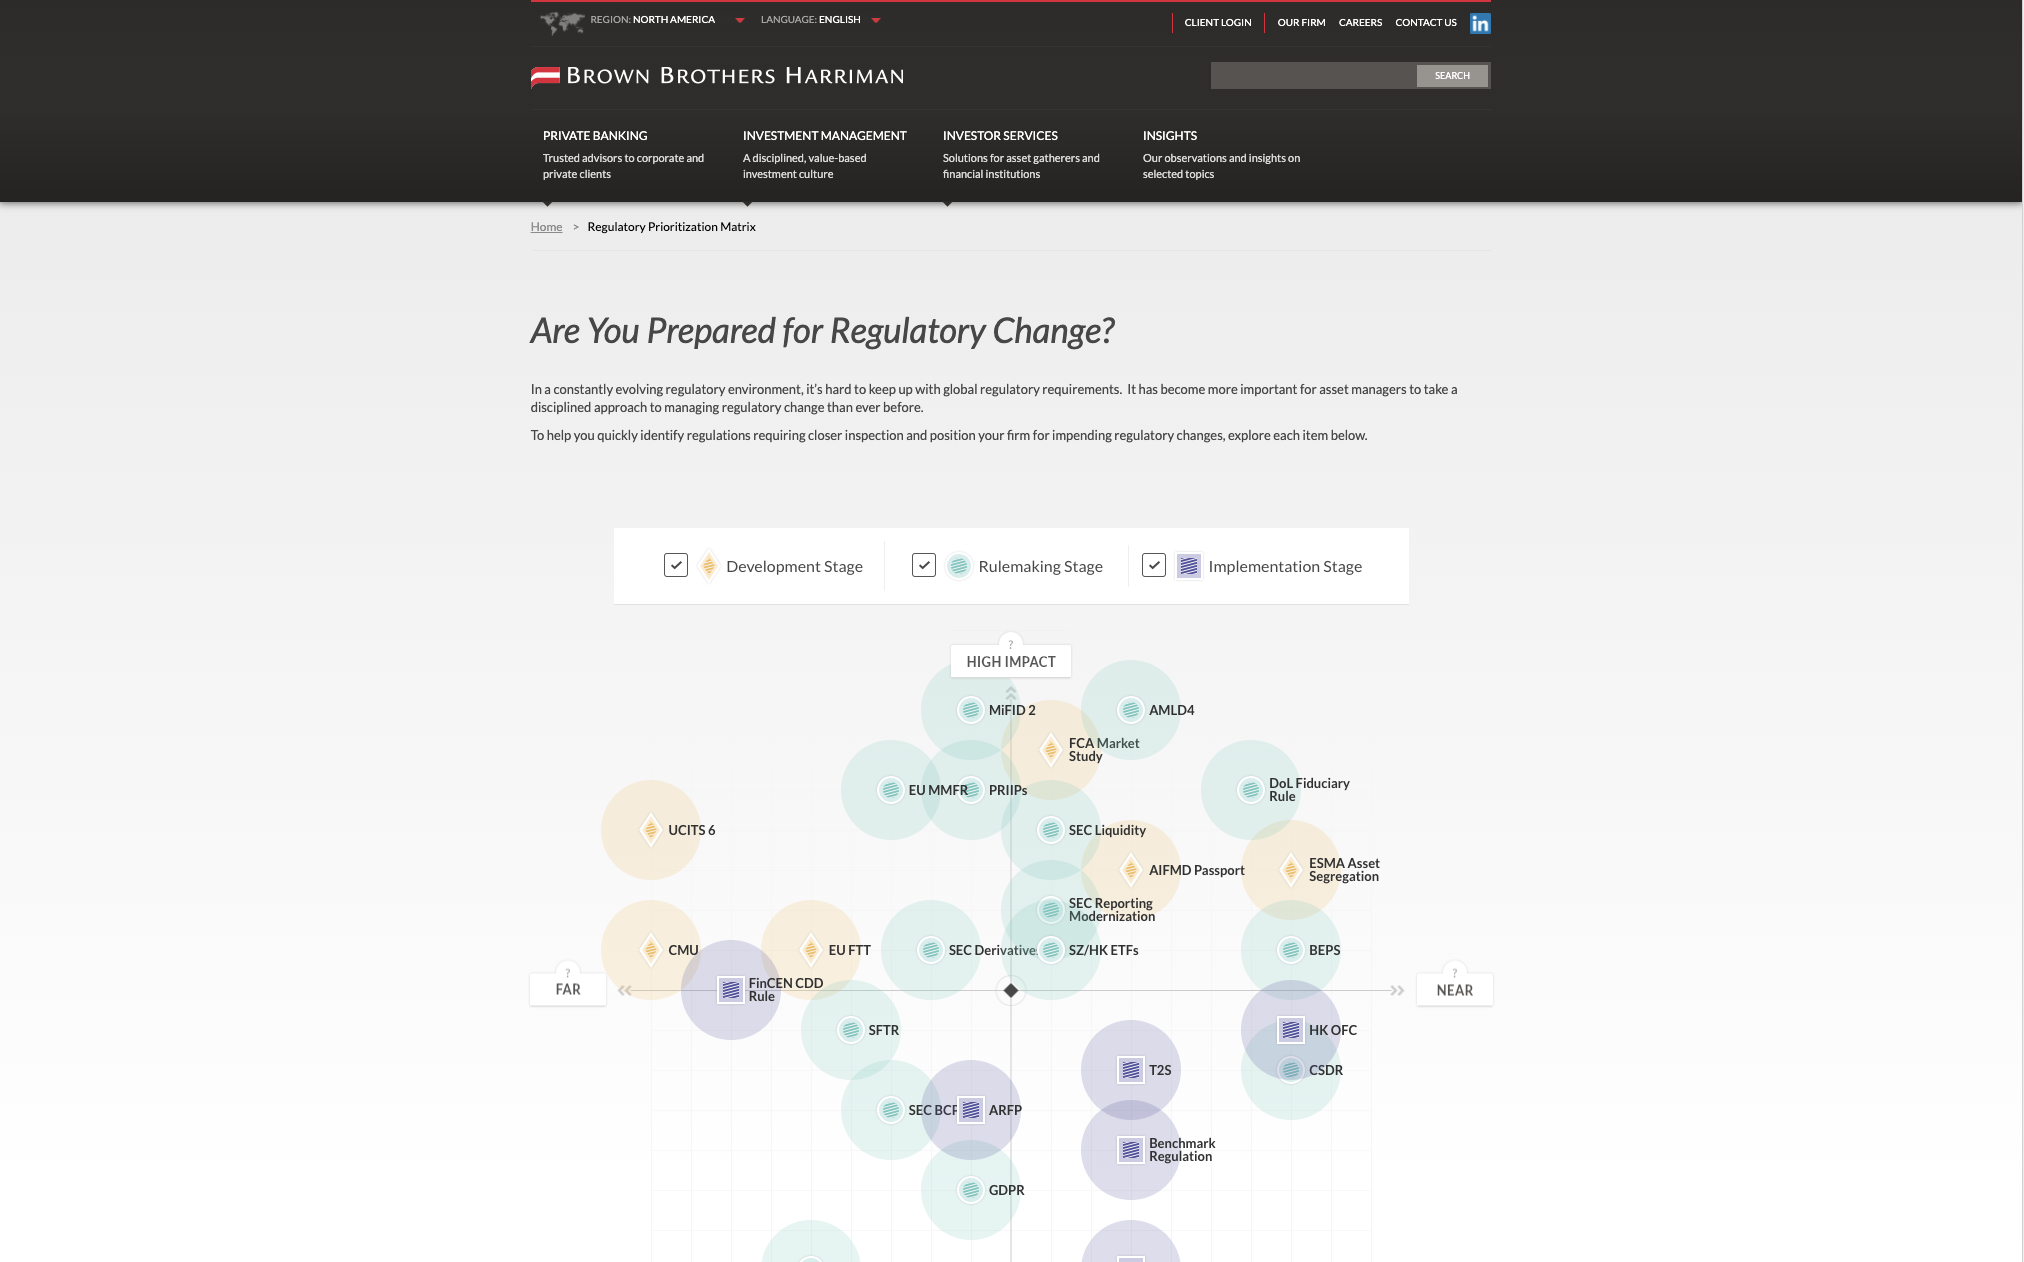 REGION: NORTH AMERICA
LANGUAGE: ENGLISH
CLIENT LOGIN
OUR FIRM
CAREERS
CONTACT US
in
BROWN BROTHERS HARRIMAN
SEARCH
PRIVATE BANKING
Trusted advisors to corporate and
private clients
INVESTMENT MANAGEMENT
A disciplined, value-based
investment culture
INVESTOR SERVICES
Solutions for asset gatherers and
financial institutions
INSIGHTS
Our observations and insights on
selected topics
Home > Regulatory Prioritization Matrix
Are You Prepared for Regulatory Change?
In a constantly evolving regulatory environment, it's hard to keep up with global regulatory requirements.  It has become more important for asset managers to take a
disciplined approach to managing regulatory change than ever before.
To help you quickly identify regulations requiring closer inspection and position your firm for impending regulatory changes, explore each item below.
Development Stage
Rulemaking Stage
Implementation Stage
?
HIGH IMPACT
MiFID 2
AMLD4
FCA Market
Study
EU MMFR
PRIIPs
DoL Fiduciary
Rule
UCITS 6
SEC Liquidity
AIFMD Passport
ESMA Asset
Segregation
SEC Reporting
Modernization
CMU
EU FTT
SEC Derivative
SZ/HK ETFs
BEPS
?
FAR
FinCEN CDD
Rule
?
NEAR
SFTR
HK OFC
T2S
CSDR
SEC BCP
ARFP
Benchmark
Regulation
GDPR